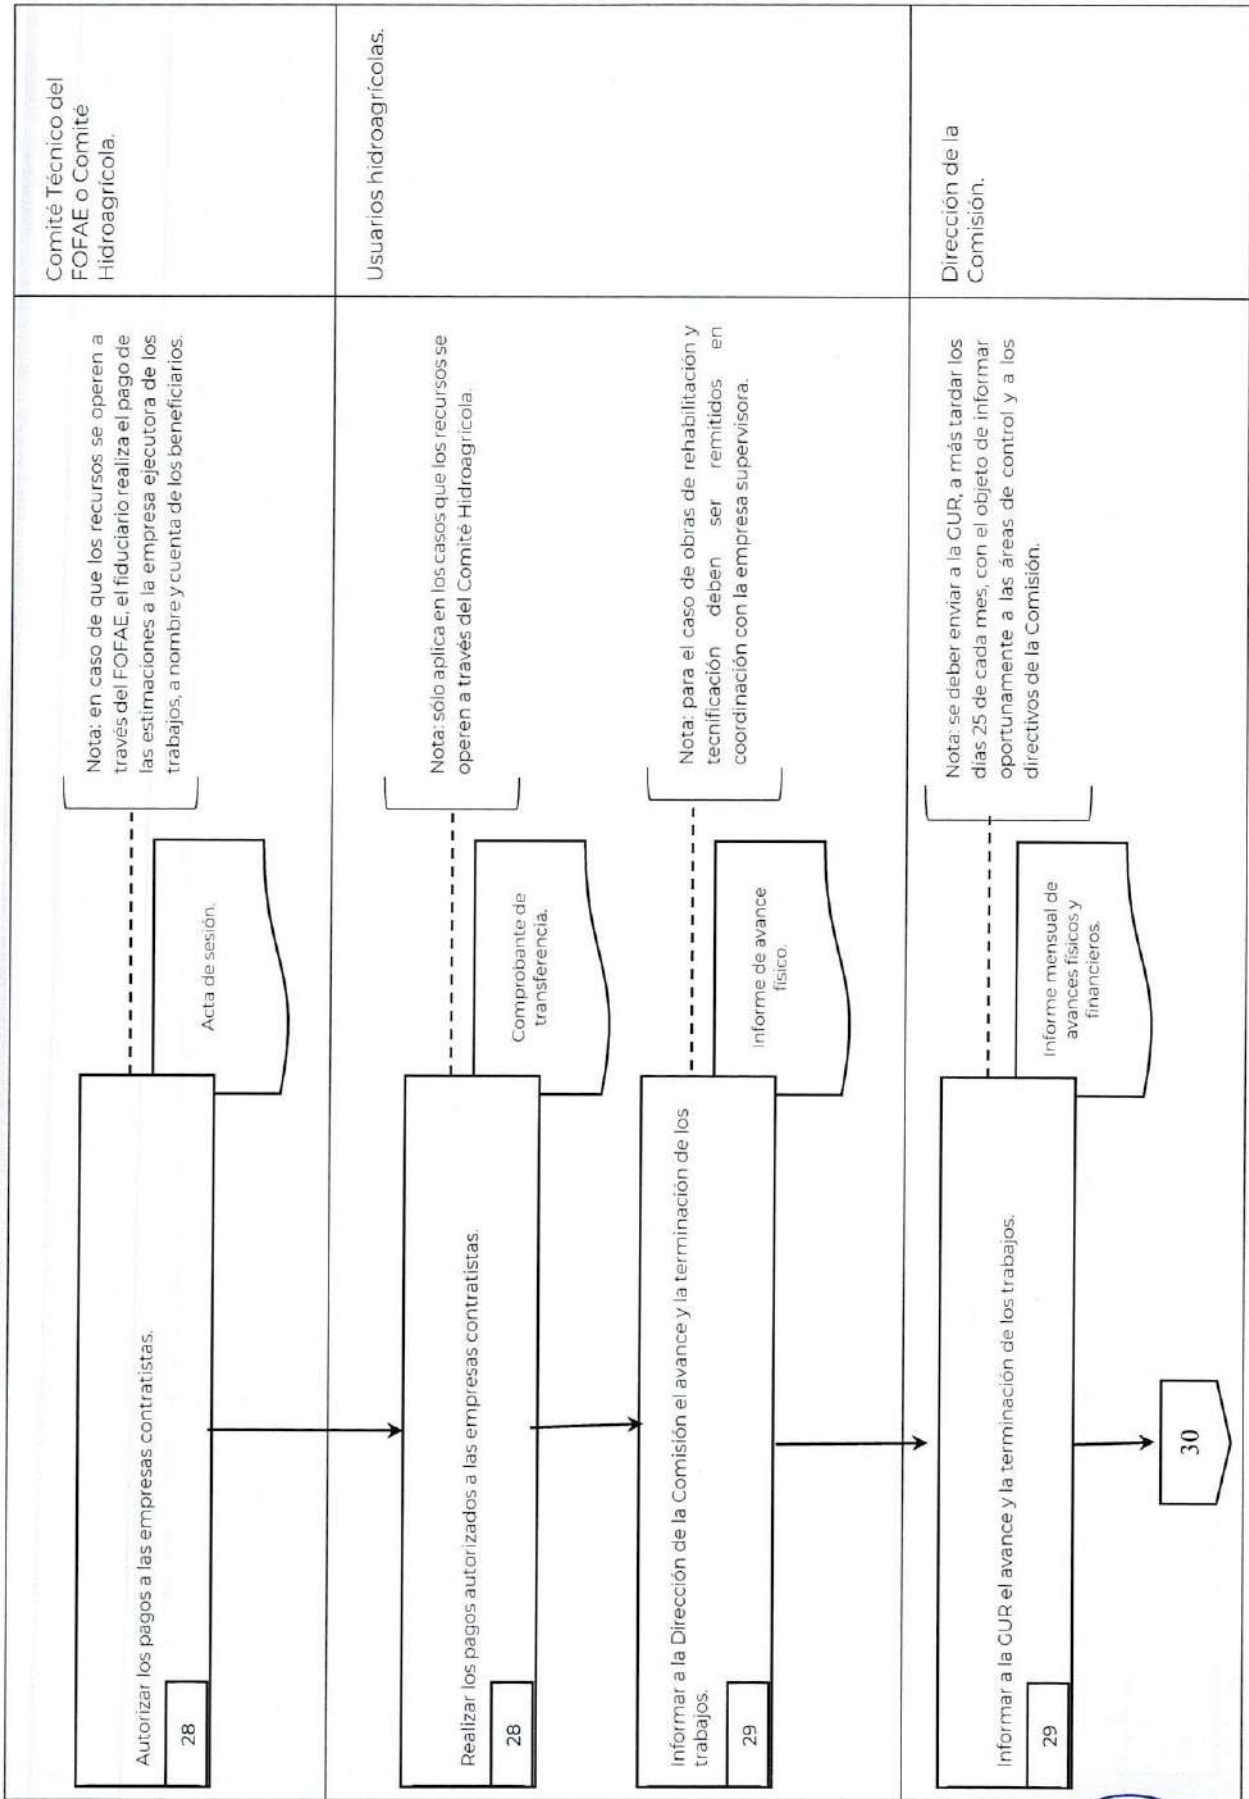 Autorizar los pagos a las empresas contratistas.
28
Acta de sesión.
Nota: en caso de que los recursos se operen a
través del FOFAE, el fiduciario realiza el pago de
las estimaciones a la empresa ejecutora de los
trabajos, a nombre y cuenta de los beneficiarios.
Comité Técnico del
FOFAE o Comité
Hidroagrícola.
Realizar los pagos autorizados a las empresas contratistas.
28
Comprobante de
transferencia.
Nota: sólo aplica en los casos que los recursos se
operen a través del Comité Hidroagrícola.
Usuarios hidroagrícolas.
Informar a la Dirección de la Comisión el avance y la terminación de los
trabajos.
29
Informe de avance
físico.
Nota: para el caso de obras de rehabilitación y
tecnificación deben ser remitidos en
coordinación con la empresa supervisora.
Informar a la GUR el avance y la terminación de los trabajos.
29
Informe mensual de
avances físicos y
financieros.
Nota: se deber enviar a la GUR, a más tardar los
días 25 de cada mes, con el objeto de informar
oportunamente a las áreas de control y a los
directivos de la Comisión.
Dirección de la
Comisión.
30